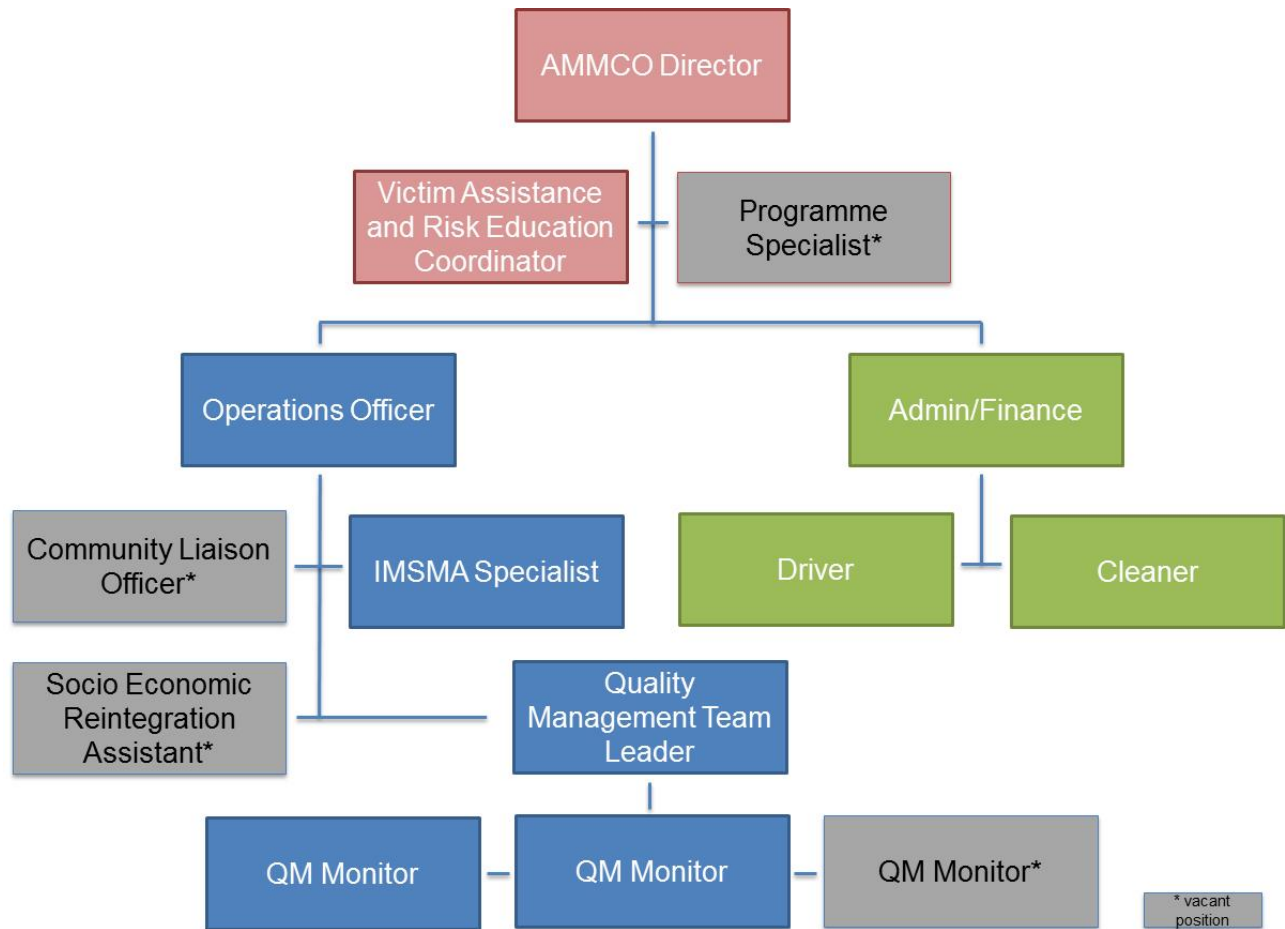 AMMCO Director
Victim Assistance
and Risk Education
Coordinator
Programme
Specialist*
Operations Officer
Admin/Finance
Community Liaison
Officer*
IMSMA Specialist
Driver
Cleaner
Socio Economic
Reintegration
Assistant*
Quality
Management Team
Leader
QM Monitor
QM Monitor
QM Monitor*
* vacant
position